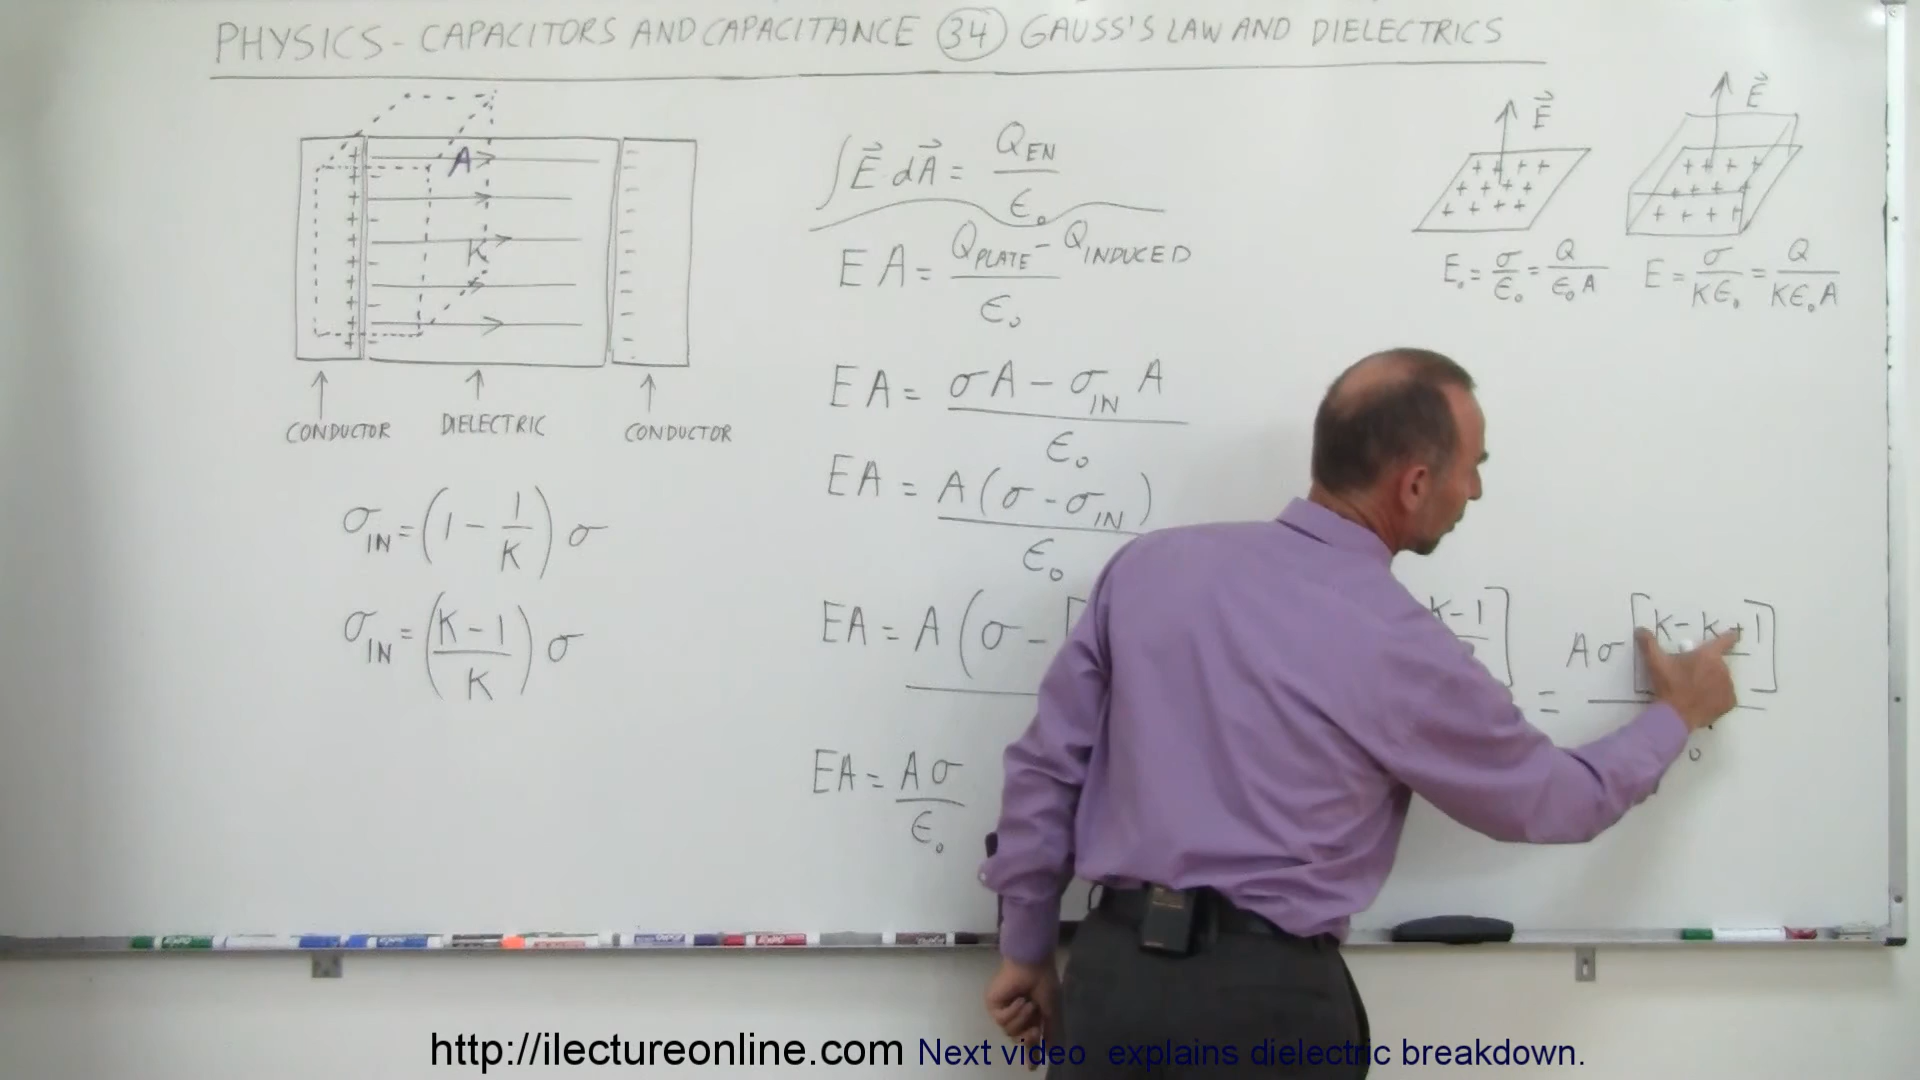 PHYSICS - CAPACITORS AND CAPACITANCE 34 GAUSS'S LAW AND DIELECTRICS
A
K
CONDUCTOR DIELECTRIC CONDUCTOR
σ_IN = (1 - 1/K) σ
σ_IN = ((K-1)/K) σ
∫ E⃗ dA⃗ = Q_EN/ε₀
EA = (Q_PLATE - Q_INDUCED)/ε₀
EA = (σA - σ_IN A)/ε₀
EA = A(σ - σ_IN)/ε₀
EA = A(σ - [
K-1]
= Aσ[K-K+1]
EA = Aσ/ε₀
E⃗
E₀ = σ/ε₀ = Q/(ε₀A)
E⃗
E = σ/(Kε₀) = Q/(Kε₀A)
http://ilectureonline.com Next video explains dielectric breakdown.